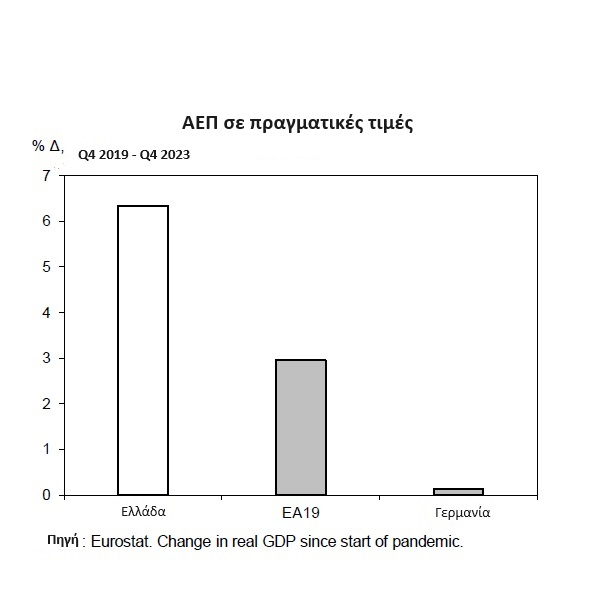 ΑΕΠ σε πραγματικές τιμές
% Δ,
Q4 2019 - Q4 2023
7
6
5
4
3
2
1
0
Ελλάδα
EA19
Γερμανία
Πηγή : Eurostat. Change in real GDP since start of pandemic.